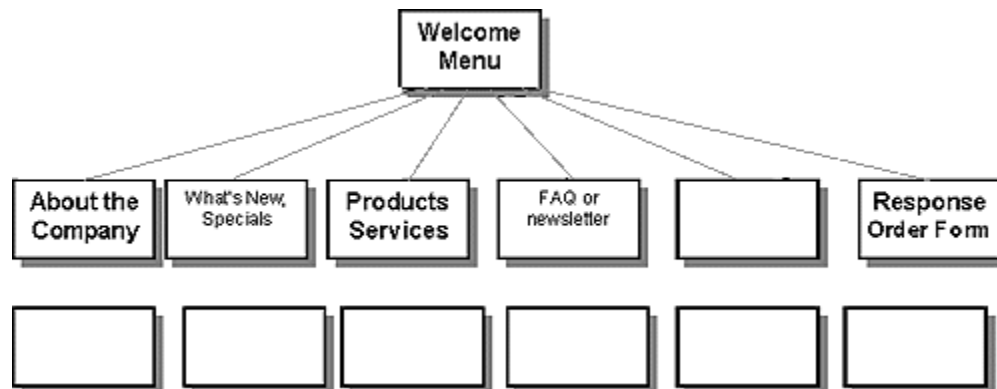 Welcome
Menu
About the
Company
What's New,
Specials
Products
Services
FAQ or
newsletter
Response
Order Form